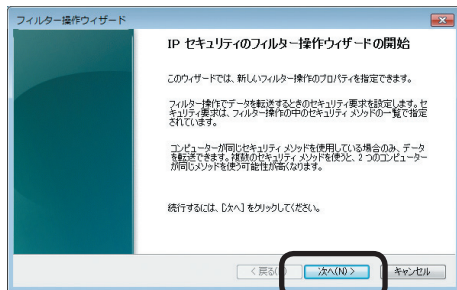 フィルター操作ウィザード
IP セキュリティのフィルター操作ウィザードの開始
このウィザードでは、新しいフィルター操作のプロパティを指定できます。
フィルター操作でデータを転送するときのセキュリティ要求を設定します。セ
キュリティ要求は、フィルター操作の中のセキュリティ メソッドの一覧で指定
されています。
コンピューターが同じセキュリティ メソッドを使用している場合のみ、データ
を転送できます。複数のセキュリティ メソッドを使うと、2 つのコンピューター
が同じメソッドを使う可能性が高くなります。
続行するには、[次へ] をクリックしてください。
< 戻る( 次へ(N) > キャンセル